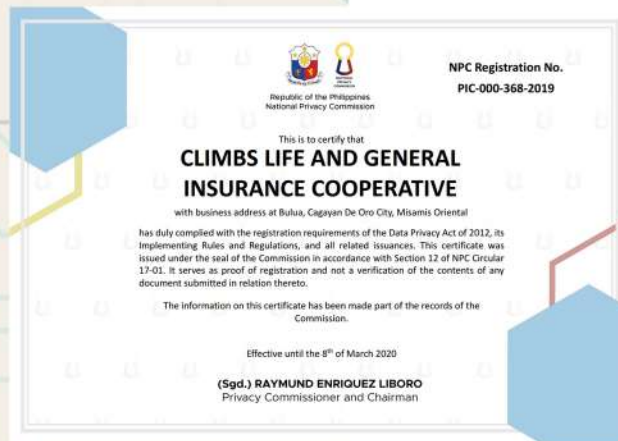 NPC Registration No.
PIC-000-368-2019
Republic of the Philippines
National Privacy Commission
This is to certify that
CLIMBS LIFE AND GENERAL
INSURANCE COOPERATIVE
with business address at Bulua, Cagayan De Oro City, Misamis Oriental
has duly complied with the registration requirements of the Data Privacy Act of 2012, its
Implementing Rules and Regulations, and all related issuances. This certificate was
issued under the seal of the Commission in accordance with Section 12 of NPC Circular
17-01. It serves as proof of registration and not a verification of the contents of any
document submitted in relation thereto.
The information on this certificate has been made part of the records of the
Commission.
Effective until the 8th of March 2020
(Sgd.) RAYMUND ENRIQUEZ LIBORO
Privacy Commissioner and Chairman